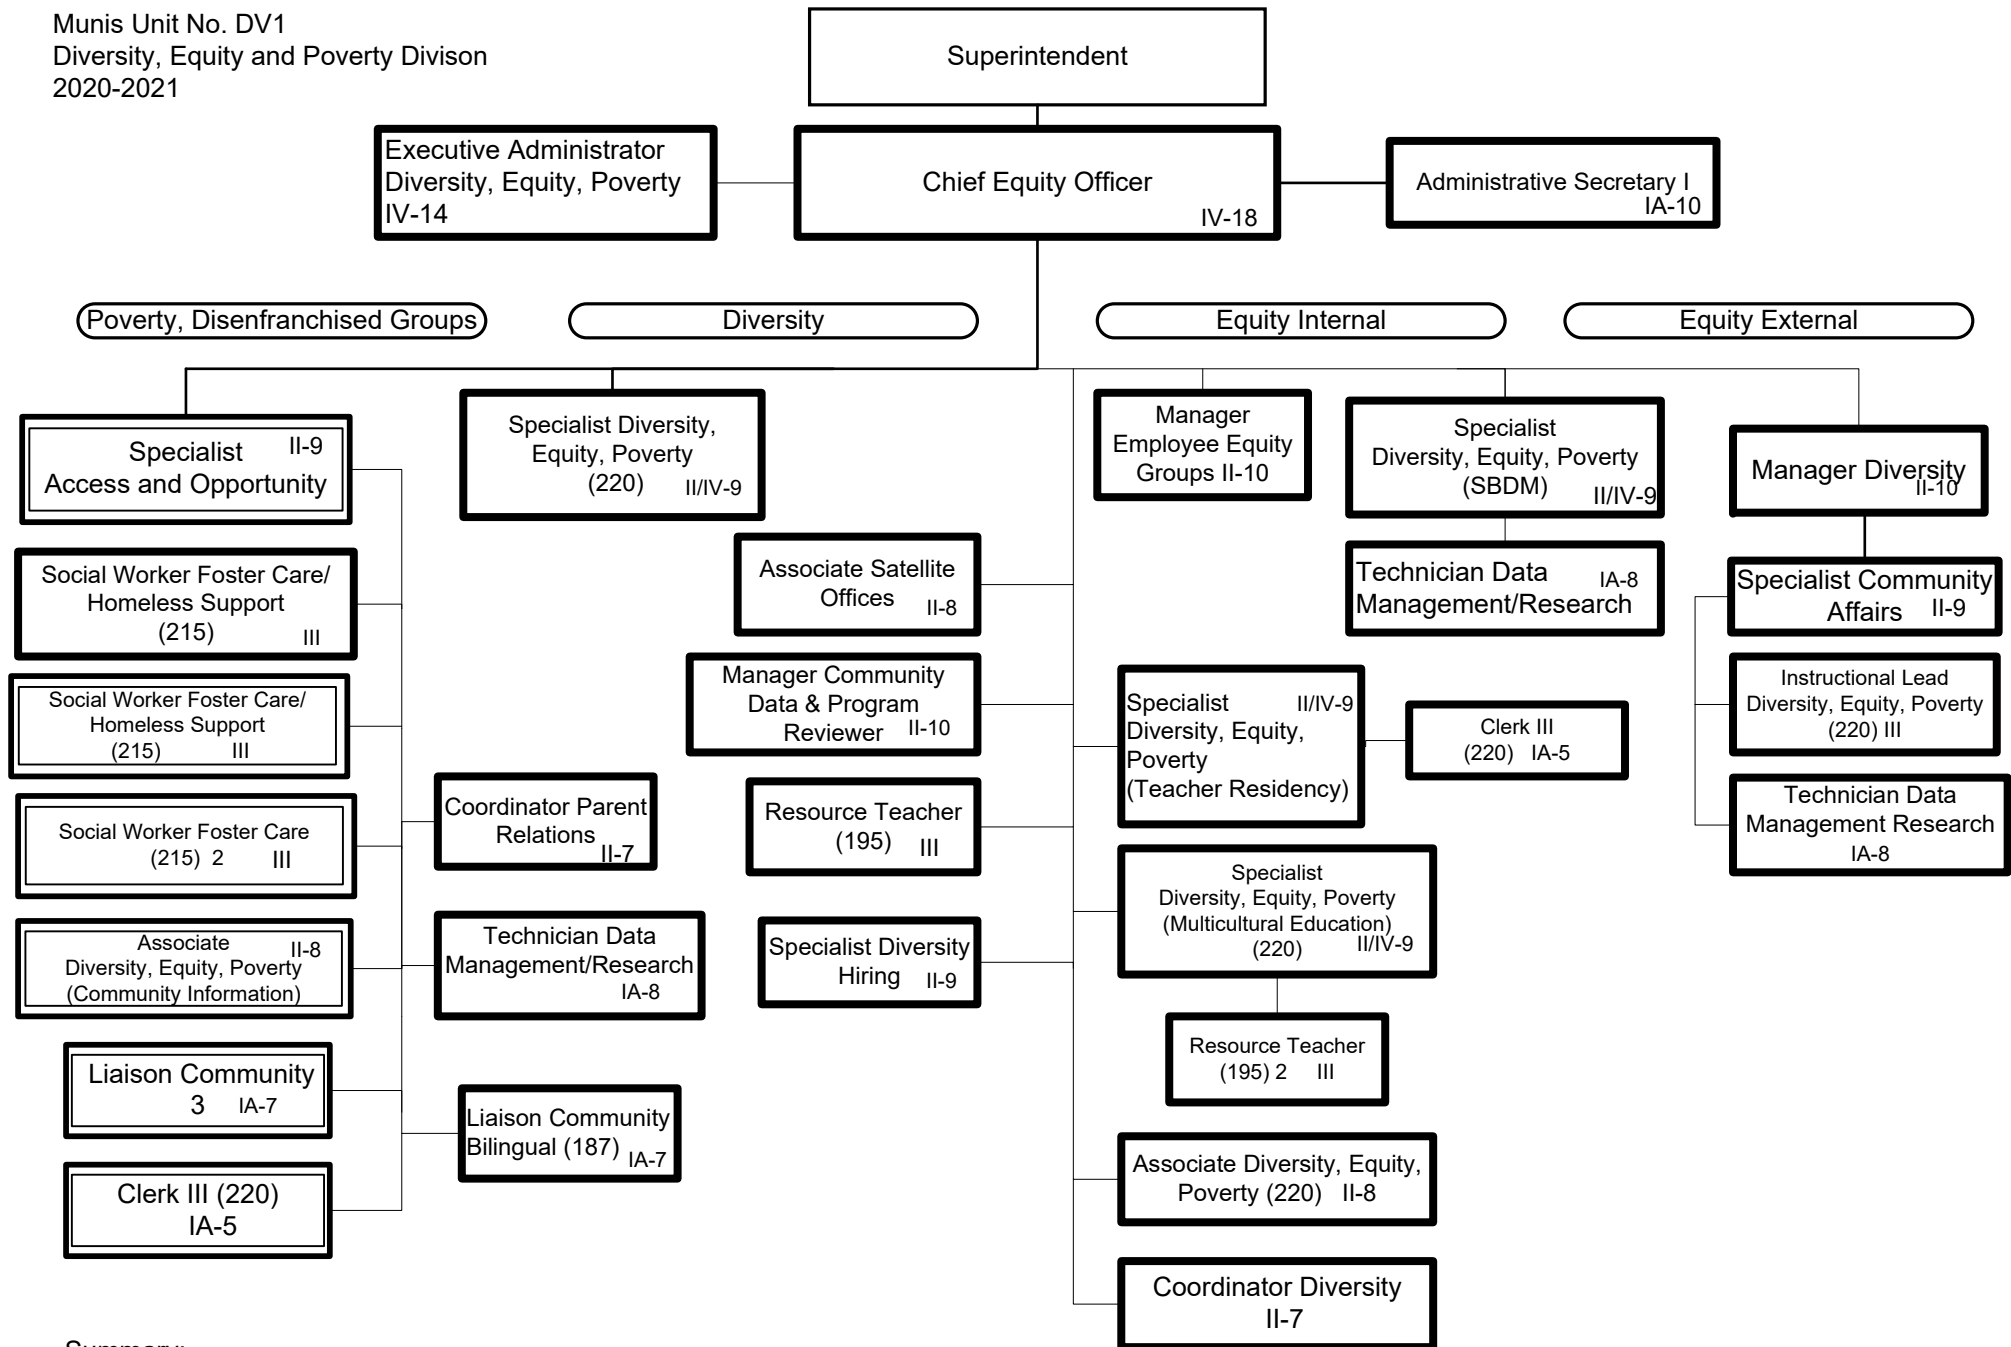 Munis Unit No. DV1
Diversity, Equity and Poverty Divison
2020-2021
Superintendent
Executive Administrator
Diversity, Equity, Poverty
IV-14
Chief Equity Officer
IV-18
Administrative Secretary I
IA-10
Poverty, Disenfranchised Groups
Diversity
Equity Internal
Equity External
Specialist II-9
Access and Opportunity
Social Worker Foster Care/
Homeless Support
(215) III
Social Worker Foster Care/
Homeless Support
(215) III
Social Worker Foster Care
(215) 2 III
Associate II-8
Diversity, Equity, Poverty
(Community Information)
Liaison Community
3 IA-7
Clerk III (220)
IA-5
Coordinator Parent
Relations
II-7
Technician Data
Management/Research
IA-8
Liaison Community
Bilingual (187) IA-7
Specialist Diversity,
Equity, Poverty
(220) II/IV-9
Associate Satellite
Offices II-8
Manager Community
Data & Program
Reviewer II-10
Resource Teacher
(195) III
Specialist Diversity
Hiring II-9
Manager
Employee Equity
Groups II-10
Specialist
Diversity, Equity, Poverty
(SBDM) II/IV-9
Technician Data IA-8
Management/Research
Specialist II/IV-9
Diversity, Equity,
Poverty
(Teacher Residency)
Clerk III
(220) IA-5
Specialist
Diversity, Equity, Poverty
(Multicultural Education)
(220) II/IV-9
Resource Teacher
(195) 2 III
Associate Diversity, Equity,
Poverty (220) II-8
Coordinator Diversity
II-7
Manager Diversity
II-10
Specialist Community
Affairs II-9
Instructional Lead
Diversity, Equity, Poverty
(220) III
Technician Data
Management Research
IA-8